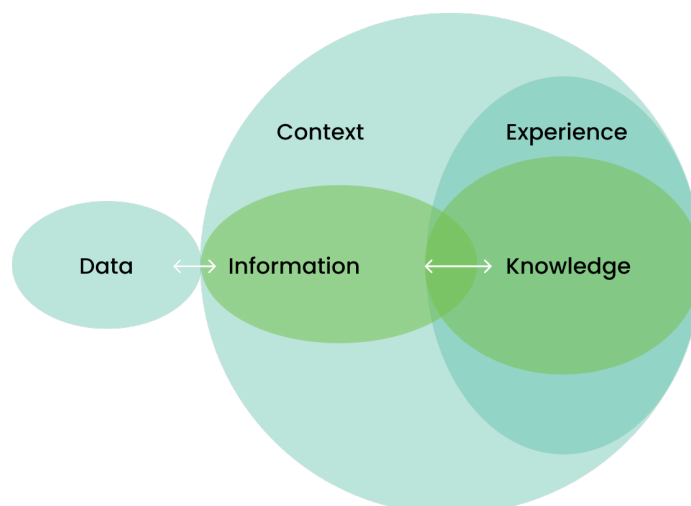 Context
Experience
Data
Information
Knowledge